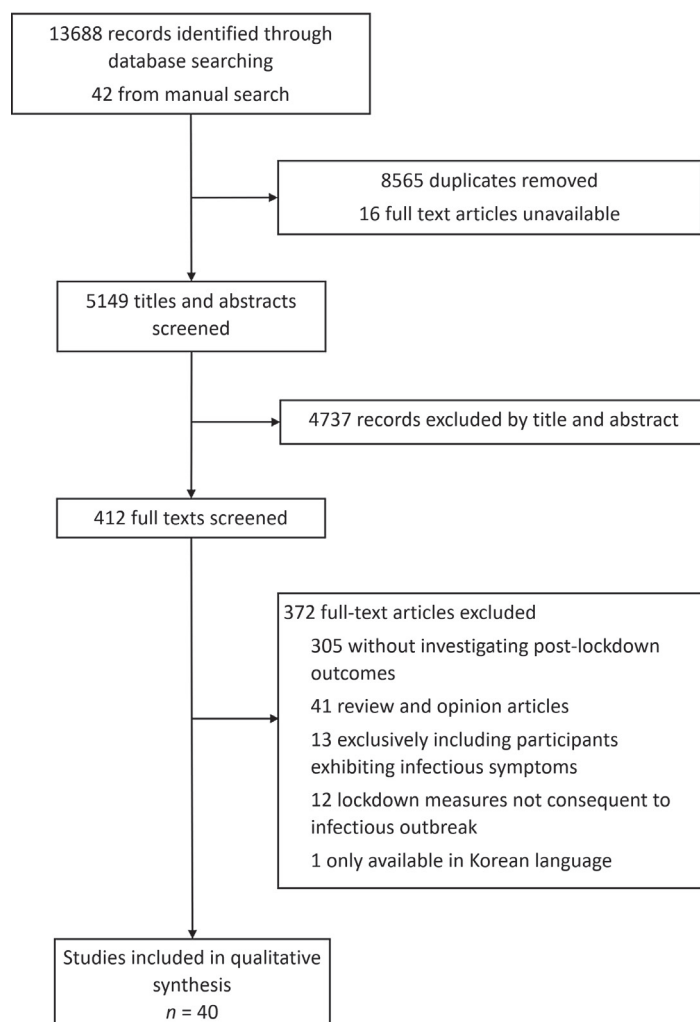 13688 records identified through
database searching
42 from manual search
8565 duplicates removed
16 full text articles unavailable
5149 titles and abstracts
screened
4737 records excluded by title and abstract
412 full texts screened
372 full-text articles excluded
305 without investigating post-lockdown
outcomes
41 review and opinion articles
13 exclusively including participants
exhibiting infectious symptoms
12 lockdown measures not consequent to
infectious outbreak
1 only available in Korean language
Studies included in qualitative
synthesis
n = 40